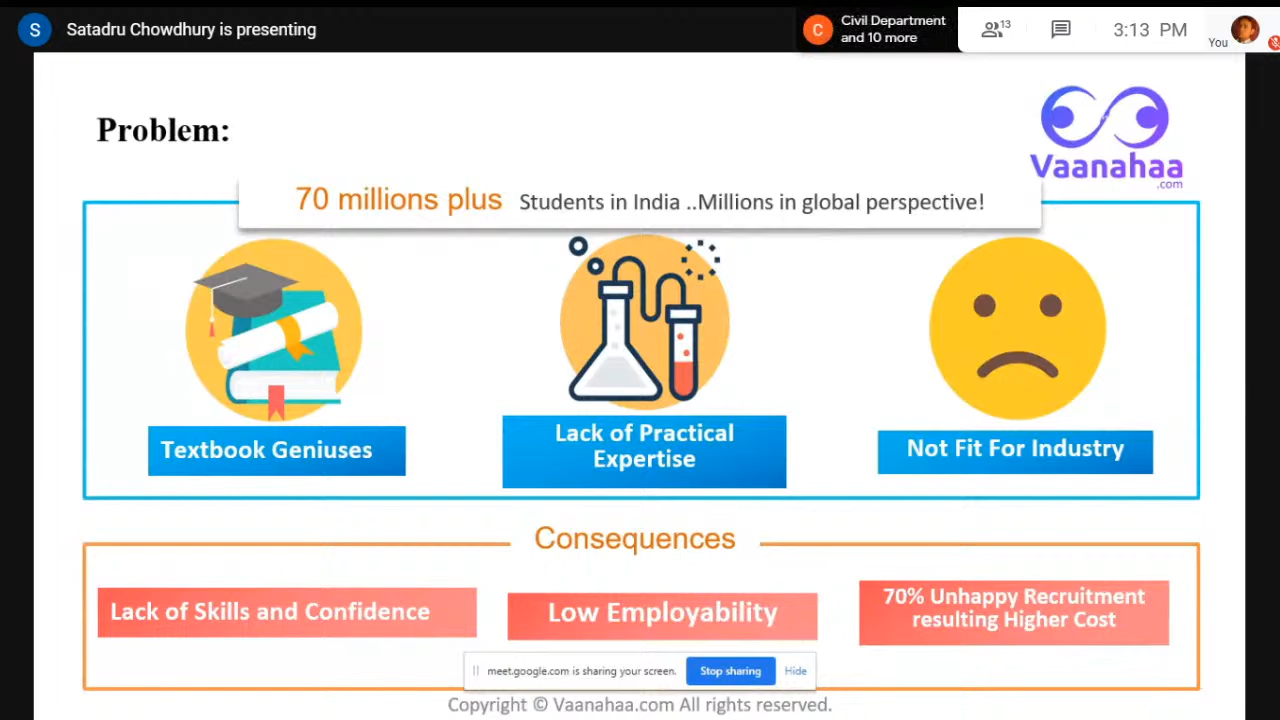 S Satadru Chowdhury is presenting
C Civil Department
and 10 more
13
3:13 PM
You
Problem:
Vaanahaa
.com
70 millions plus Students in India ..Millions in global perspective!
Textbook Geniuses
Lack of Practical
Expertise
Not Fit For Industry
Consequences
Lack of Skills and Confidence
Low Employability
70% Unhappy Recruitment
resulting Higher Cost
meet.google.com is sharing your screen. Stop sharing Hide
Copyright © Vaanahaa.com All rights reserved.